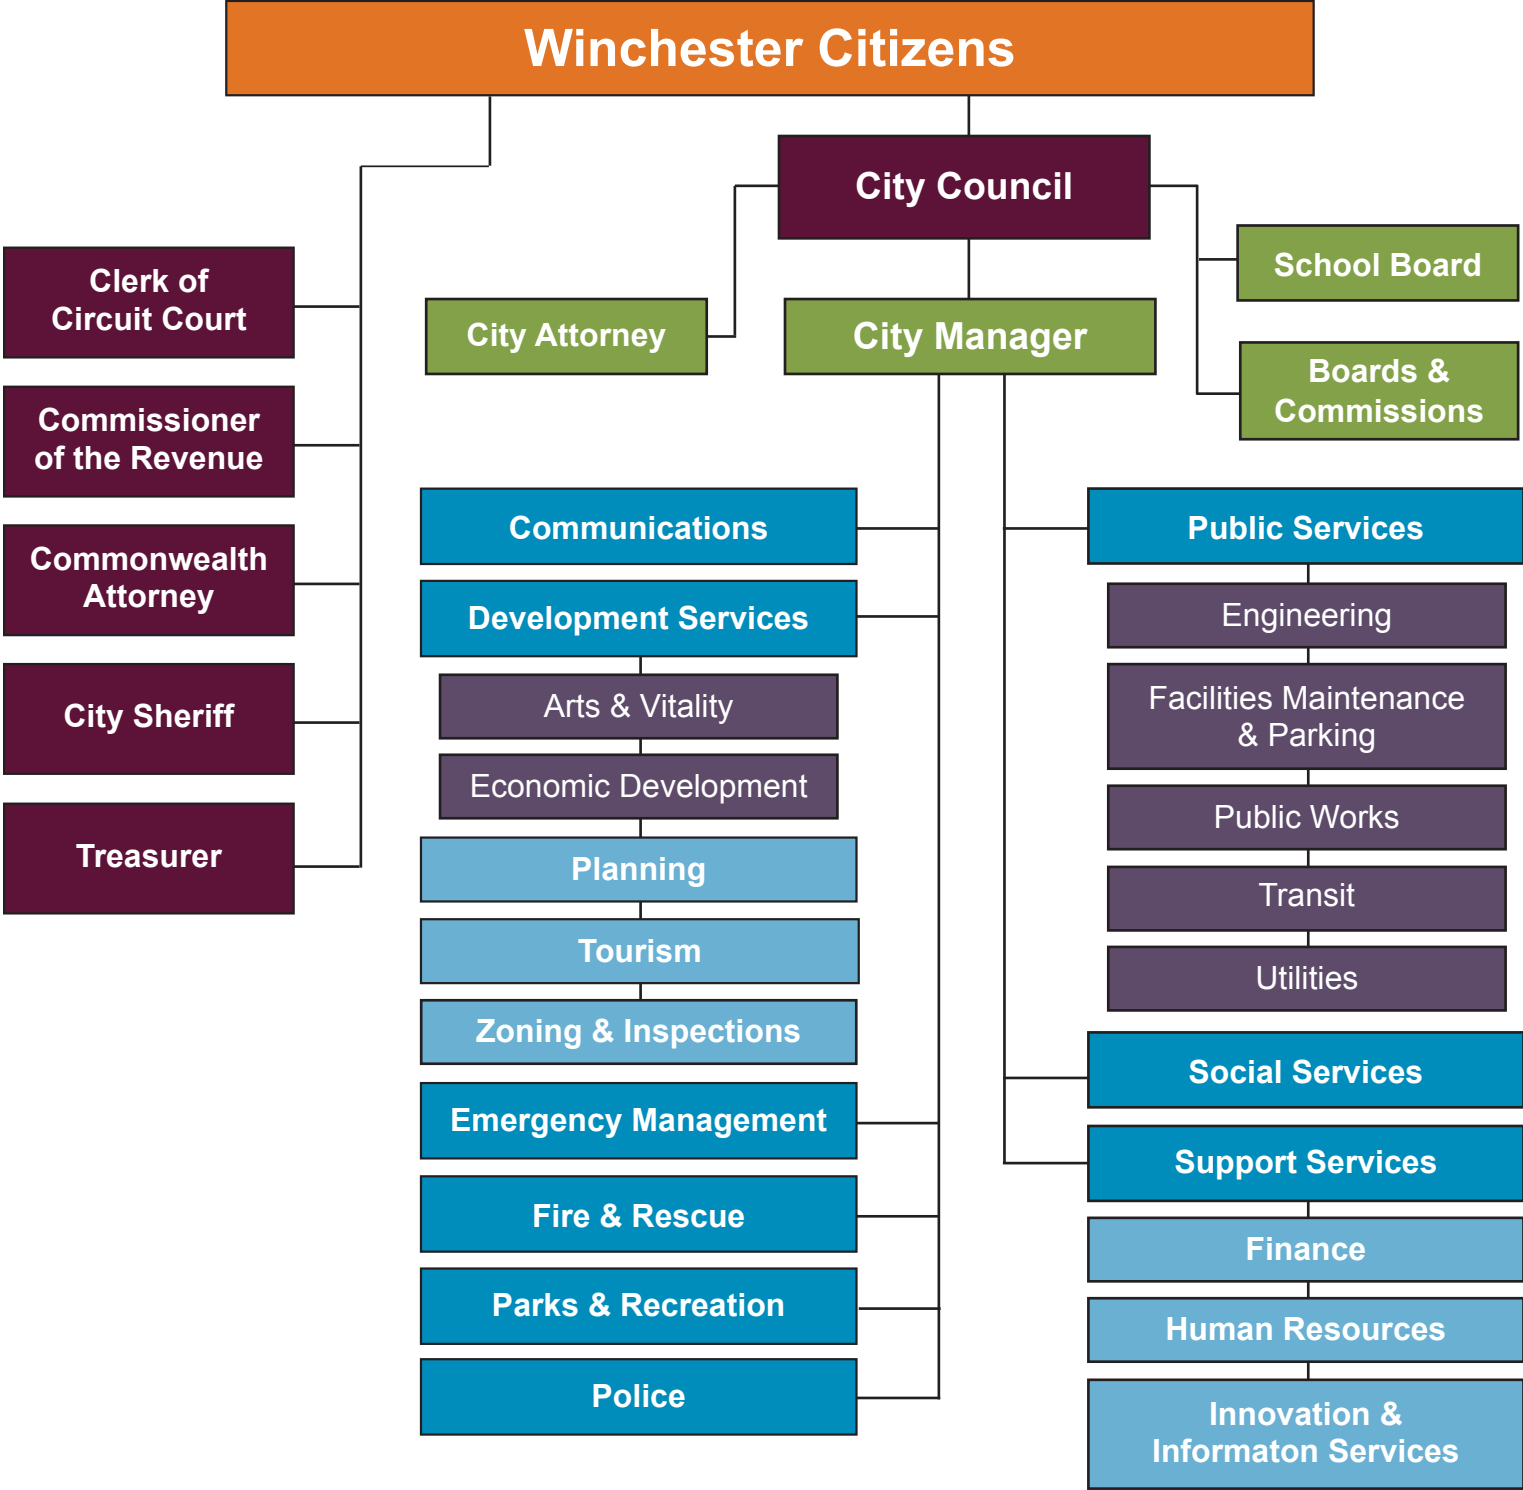 Winchester Citizens
City Council
Clerk of
Circuit Court
Commissioner
of the Revenue
Commonwealth
Attorney
City Sheriff
Treasurer
City Attorney
City Manager
School Board
Boards &
Commissions
Communications
Development Services
Arts & Vitality
Economic Development
Planning
Tourism
Zoning & Inspections
Emergency Management
Fire & Rescue
Parks & Recreation
Police
Public Services
Engineering
Facilities Maintenance
& Parking
Public Works
Transit
Utilities
Social Services
Support Services
Finance
Human Resources
Innovation &
Informaton Services